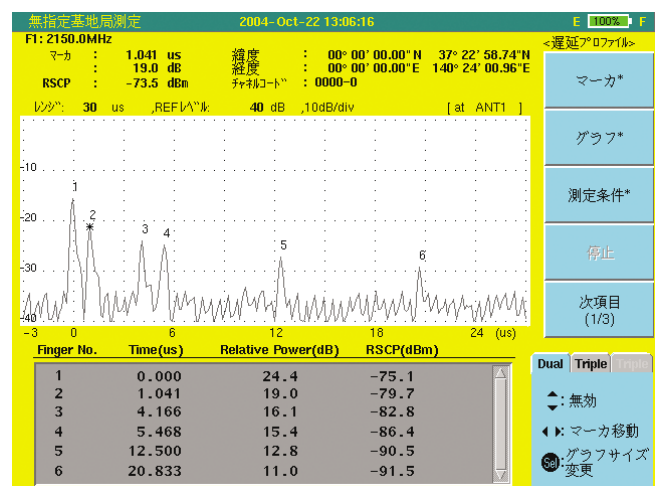 無指定基地局測定 2004-Oct-22 13:06:16 E 100% F
F1: 2150.0MHz
マーカ : 1.041 us 緯度 : 00° 00' 00.00" N 37° 22' 58.74"N
: 19.0 dB 経度 : 00° 00' 00.00"E 140° 24' 00.96"E
RSCP : -73.5 dBm チャネルコード : 0000-0
レンジ: 30 us ,REFレベル: 40 dB ,10dB/div [ at ANT1 ]
-10
-20
-30
-40
1
2
3
4
5
6
-3 0 6 12 18 24 (us)
Finger No. Time(us) Relative Power(dB) RSCP(dBm)
1 0.000 24.4 -75.1
2 1.041 19.0 -79.7
3 4.166 16.1 -82.8
4 5.468 15.4 -86.4
5 12.500 12.8 -90.5
6 20.833 11.0 -91.5
<遅延プロファイル>
マーカ*
グラフ*
測定条件*
停止
次項目
(1/3)
Dual Triple Triple
: 無効
: マーカ移動
Sel: グラフサイズ
変更